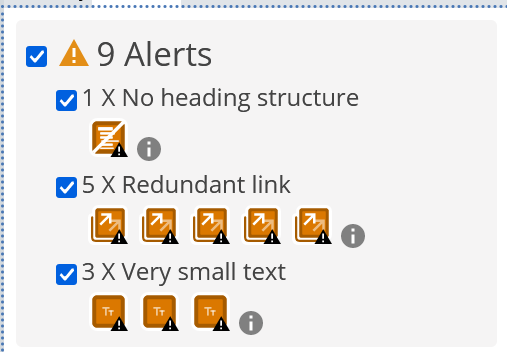 9 Alerts
1 X No heading structure
5 X Redundant link
3 X Very small text